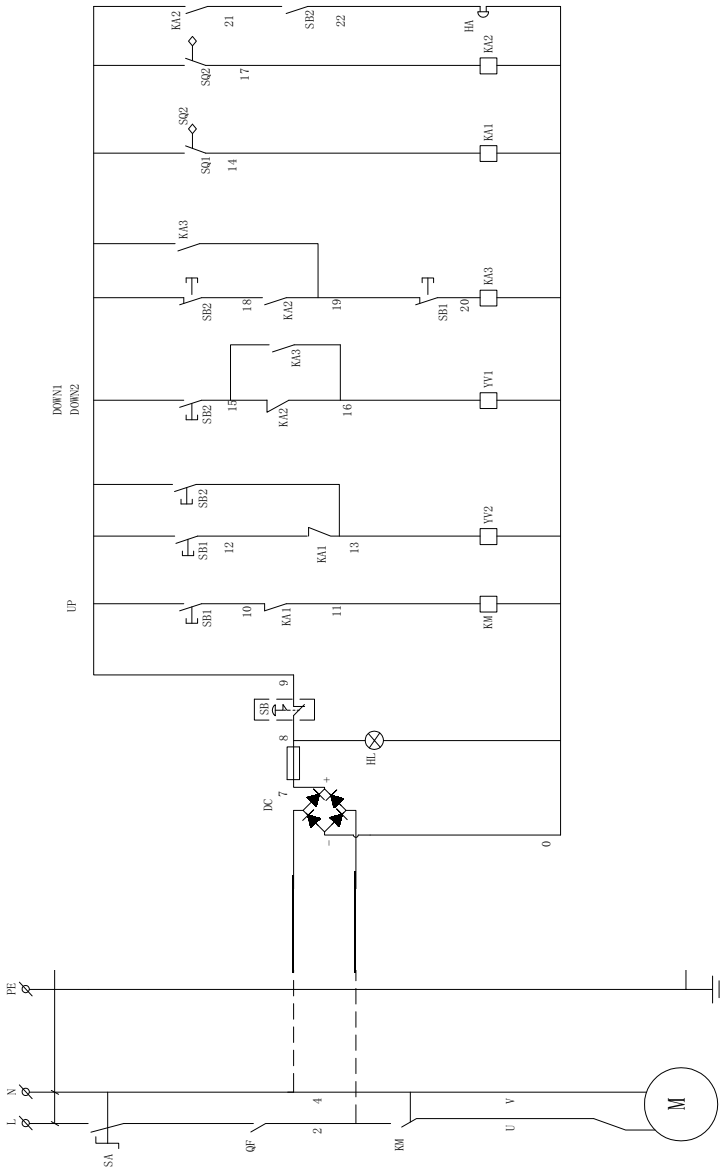 L
N
PE
DOWN1
UP
DOWN2
SA
KA2
KA3
SQ2
SB1
SB1
SB2
SB2
SB2
SQ1
SQ2
12
15
14
21
QF
10
18
17
SB
DC
7
8
9
KA1
KA2
KA2
KA3
SB2
2
4
KA1
-
+
11
19
22
16
13
HL
KM
SB1
20
HA
KM
YV2
YV1
KA3
KA1
KA2
U
V
0
M